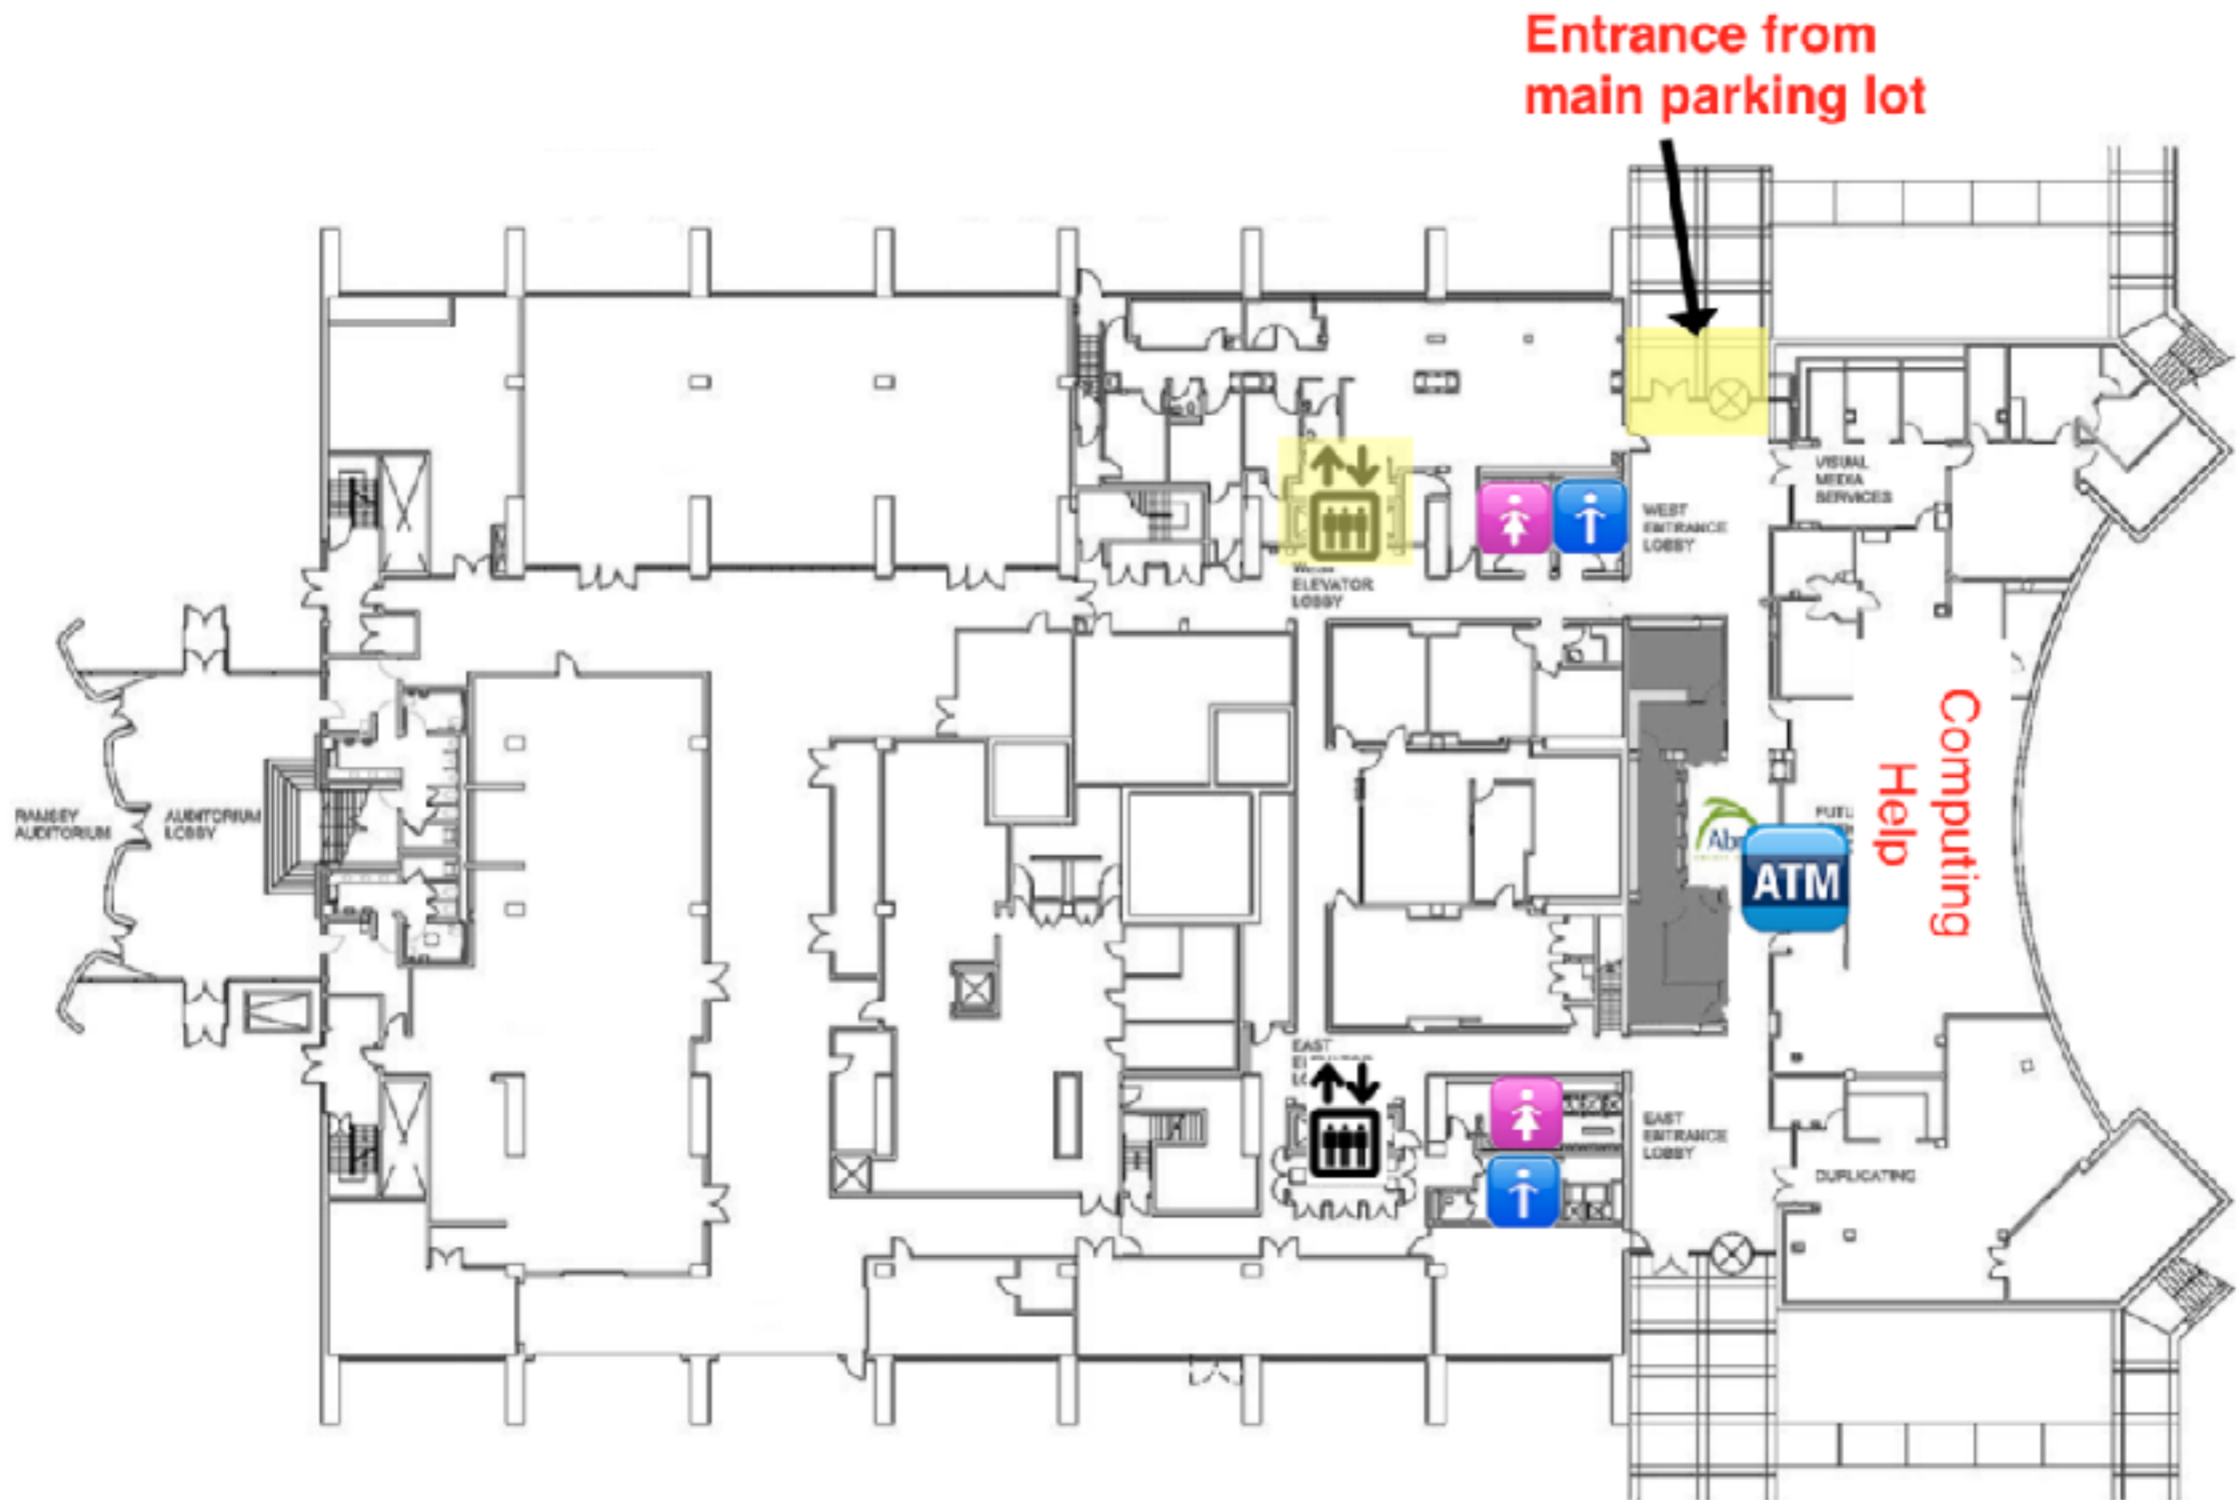 Entrance from
main parking lot
VISUAL
MEDIA
SERVICES
WEST
ENTRANCE
LOBBY
ELEVATOR
LOBBY
Computing
Help
RAMSEY
AUDITORIUM
AUDITORIUM
LOBBY
ATM
EAST
EAST
ENTRANCE
LOBBY
DUPLICATING